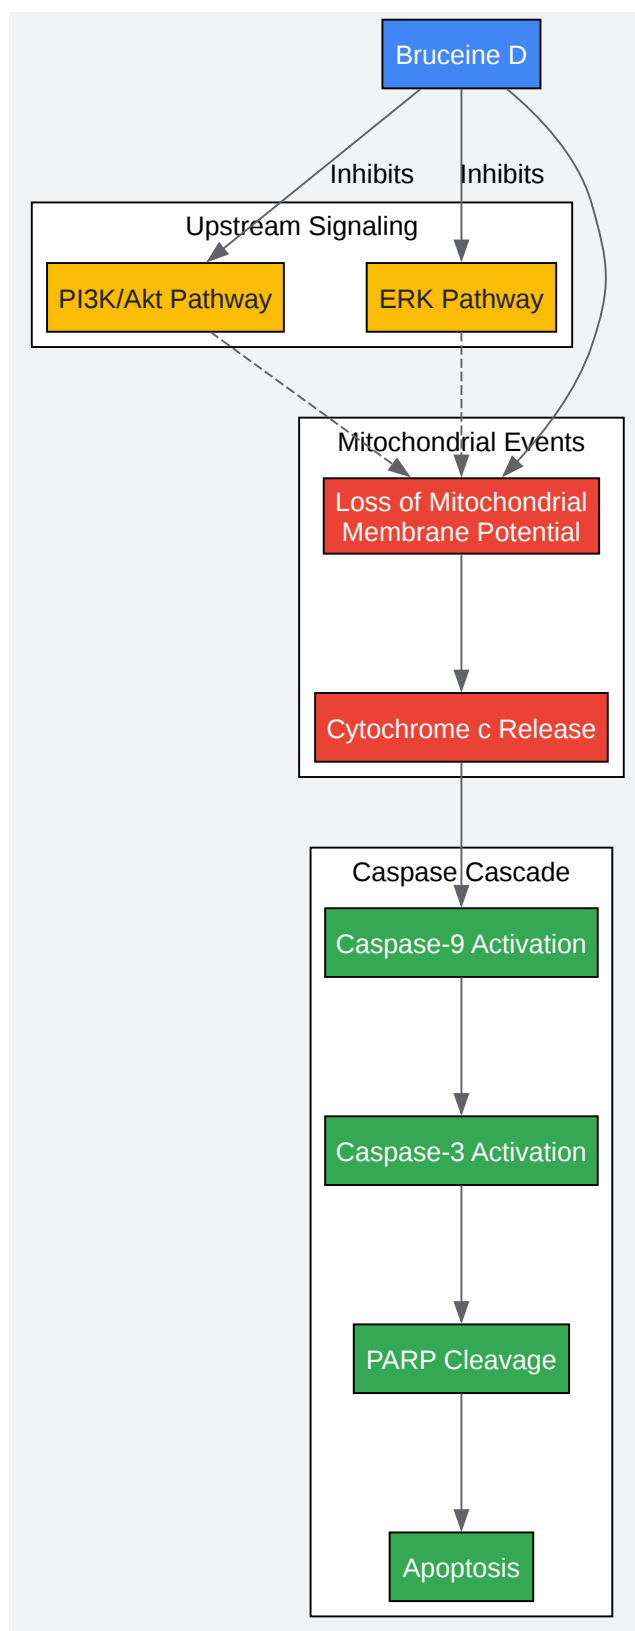 Bruceine D
Inhibits
Inhibits
Upstream Signaling
PI3K/Akt Pathway
ERK Pathway
Mitochondrial Events
Loss of Mitochondrial
Membrane Potential
Cytochrome c Release
Caspase Cascade
Caspase-9 Activation
Caspase-3 Activation
PARP Cleavage
Apoptosis